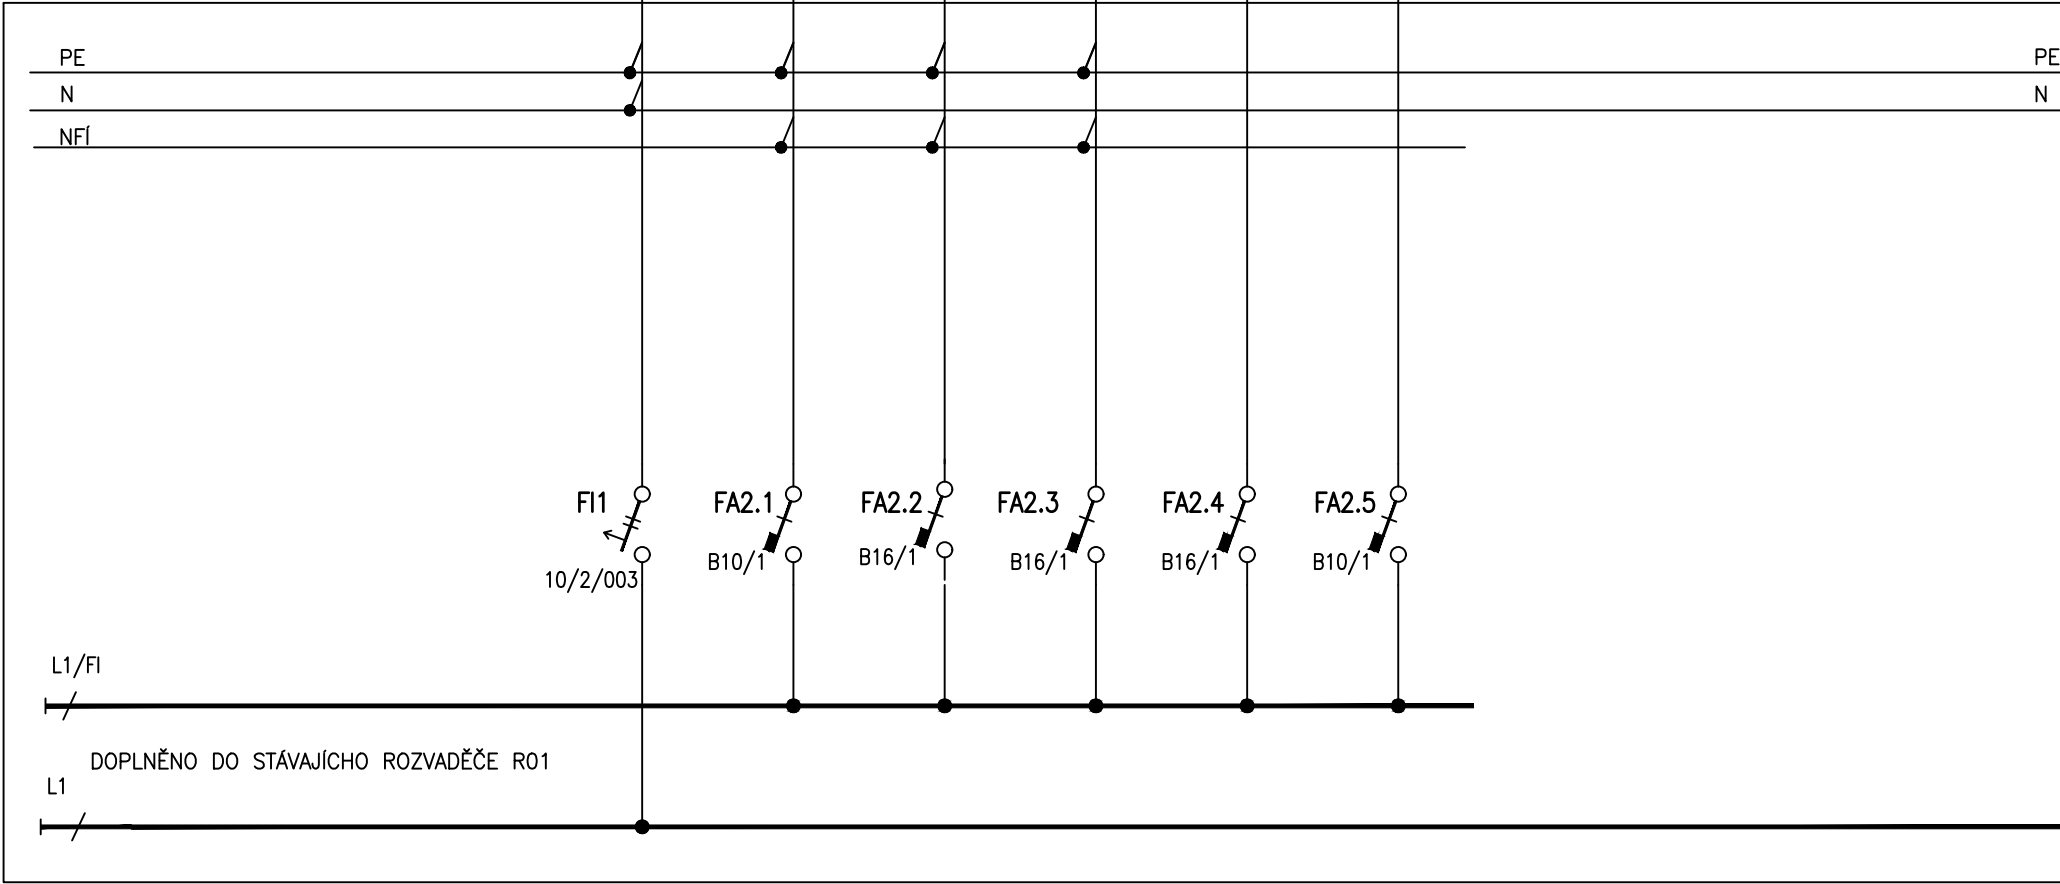 PE PE
N N
NFÍ
FI1 FA2.1 FA2.2 FA2.3 FA2.4 FA2.5
10/2/003 B10/1 B16/1 B16/1 B16/1 B10/1
L1/FI
DOPLNĚNO DO STÁVAJÍCHO ROZVADĚČE R01
L1